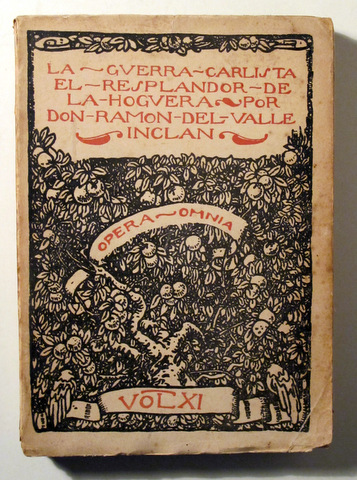 LA~GVERRA~CARLISTA
EL~RESPLANDOR~DE
LA~HOGVERA~POR
DON~RAMON~DEL~VALLE
INCLAN
OPERA~OMNIA
VOL XI